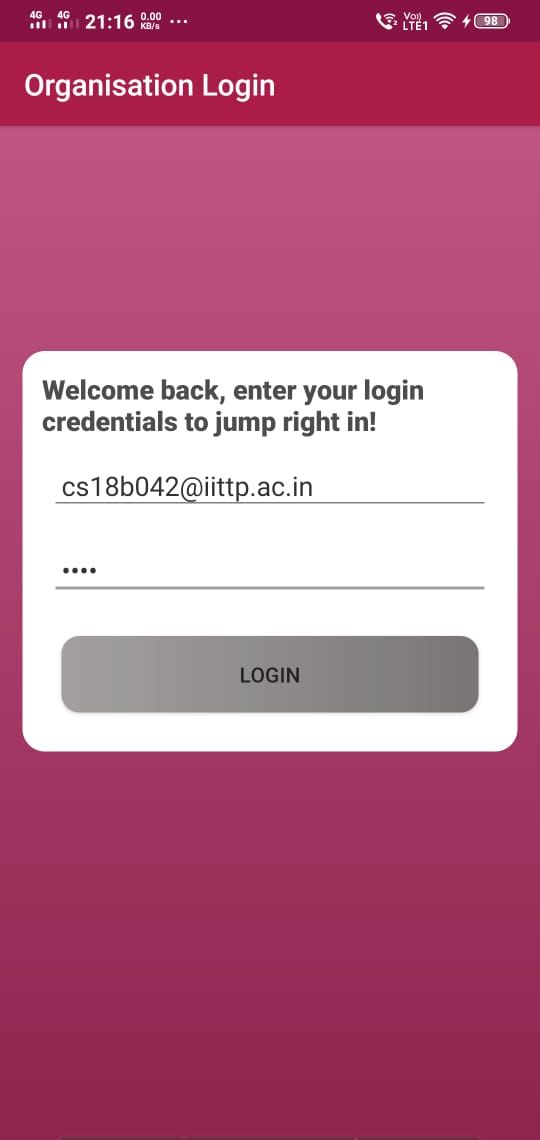 4G 4G 21:16 0.00 KB/s ... Vo)) LTE1 98
Organisation Login
Welcome back, enter your login
credentials to jump right in!
cs18b042@iittp.ac.in
••••
LOGIN